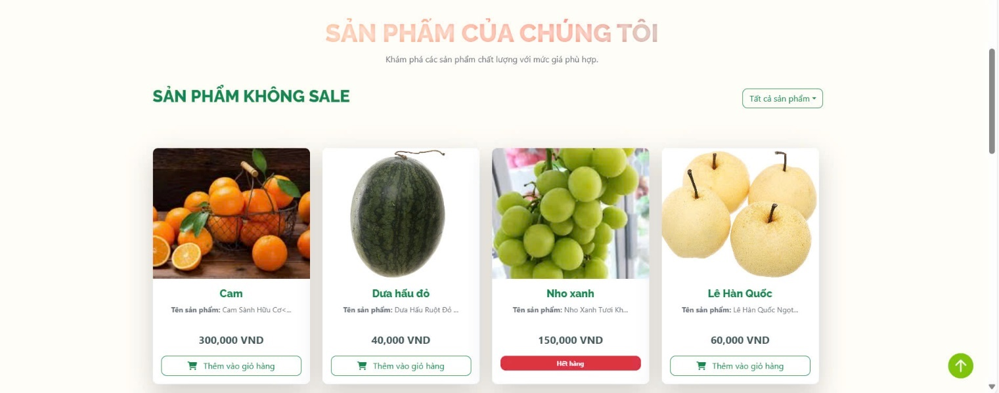 SẢN PHẨM CỦA CHÚNG TÔI
Khám phá các sản phẩm chất lượng với mức giá phù hợp.
SẢN PHẨM KHÔNG SALE
Tất cả sản phẩm
Cam
Tên sản phẩm: Cam Sành Hữu Cơ<...
300,000 VND
Thêm vào giỏ hàng
Dưa hấu đỏ
Tên sản phẩm: Dưa Hấu Ruột Đỏ ...
40,000 VND
Thêm vào giỏ hàng
Nho xanh
Tên sản phẩm: Nho Xanh Tươi Kh...
150,000 VND
Hết hàng
Lê Hàn Quốc
Tên sản phẩm: Lê Hàn Quốc Ngọt...
60,000 VND
Thêm vào giỏ hàng